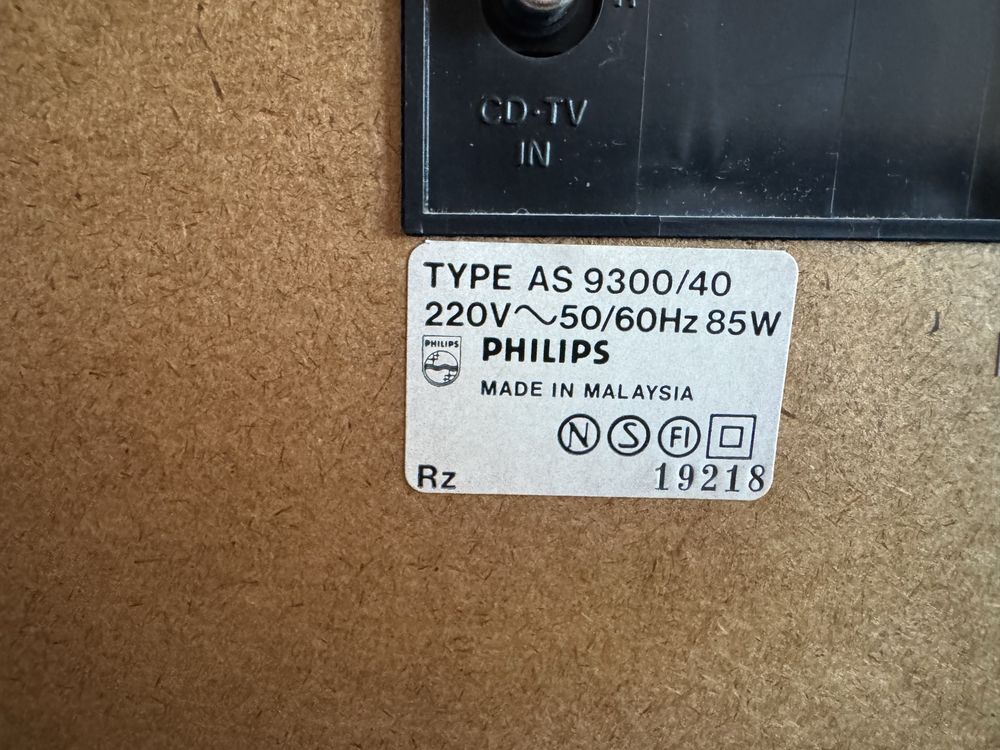 CD·TV
IN
TYPE AS 9300/40
220V~50/60Hz 85W
PHILIPS
PHILIPS
MADE IN MALAYSIA
N S FI
Rz 19218